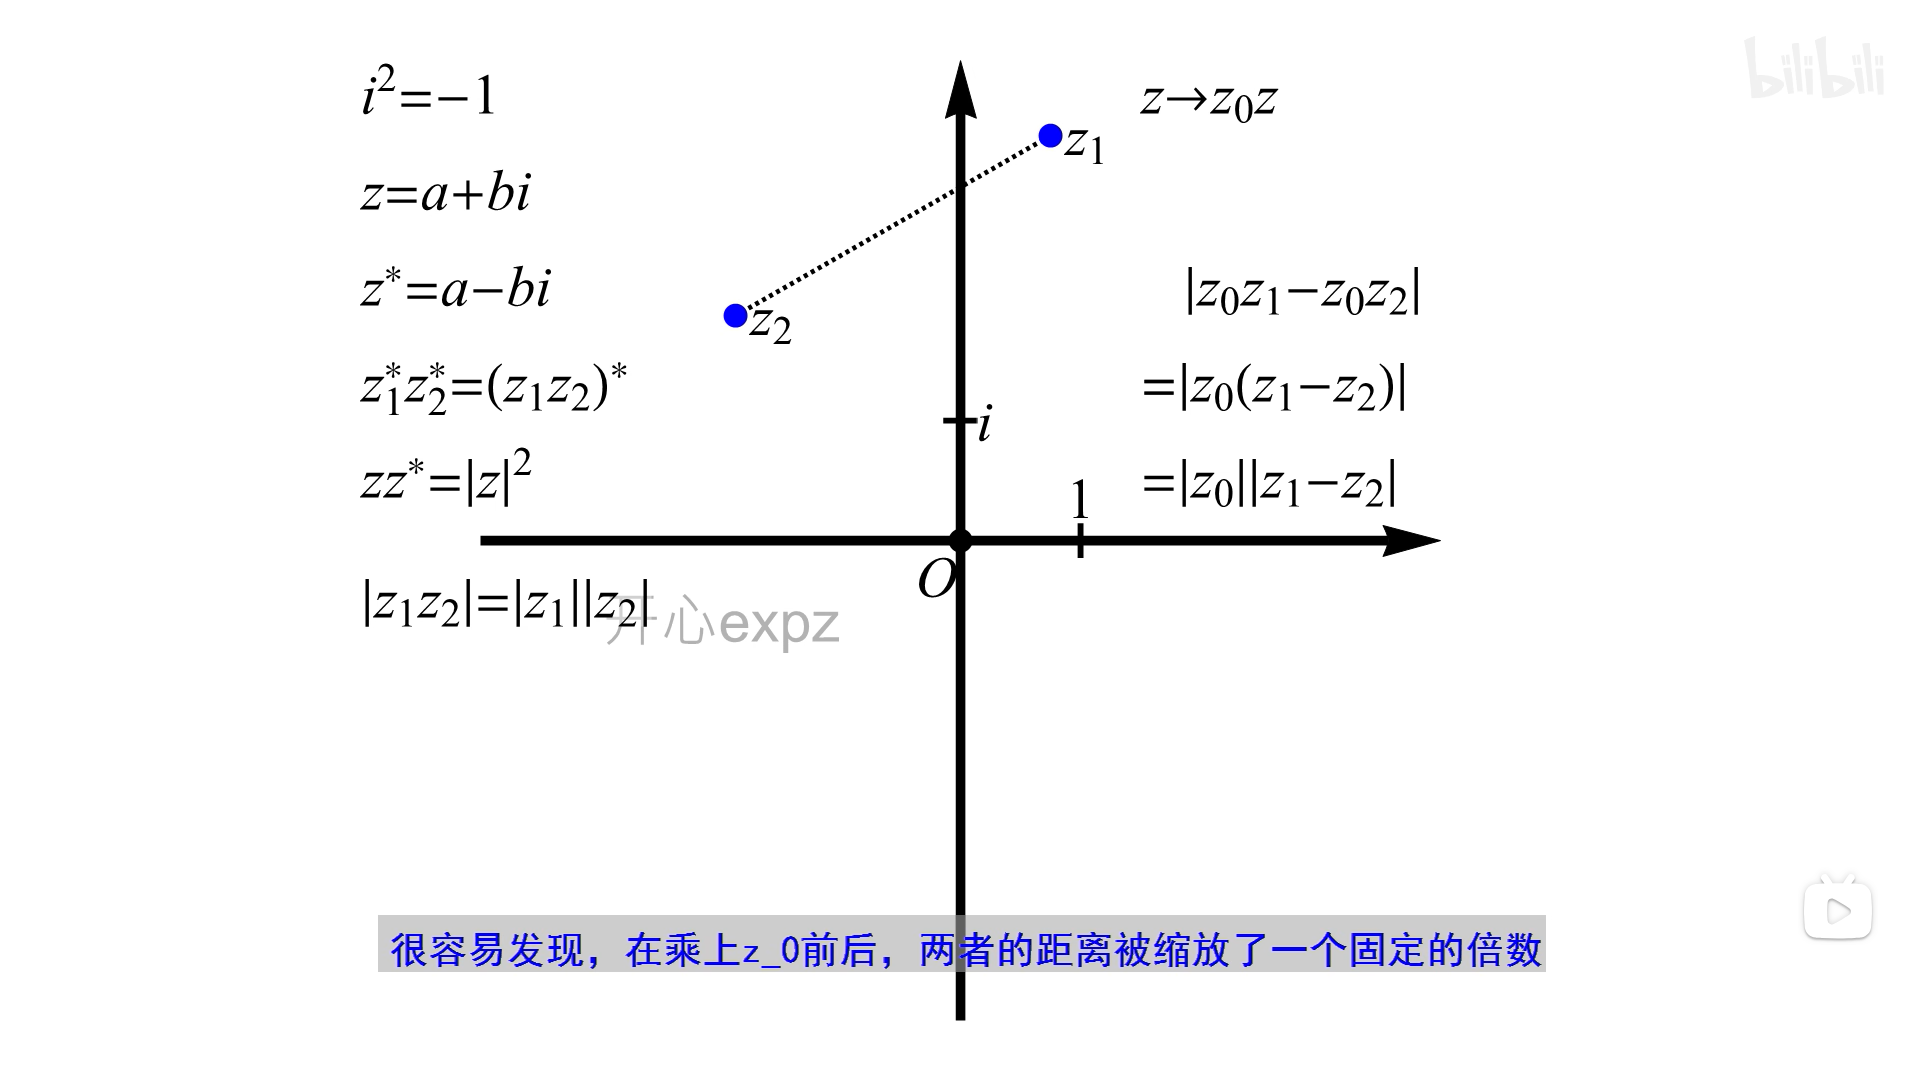 i²=−1
z=a+bi
z*=a−bi
z₁*z₂*=(z₁z₂)*
zz*=|z|²
|z₁z₂|=|z₁||z₂|
z₁
z₂
i
1
O
z→z₀z
|z₀z₁−z₀z₂|
=|z₀(z₁−z₂)|
=|z₀||z₁−z₂|
开心expz
很容易发现，在乘上z_0前后，两者的距离被缩放了一个固定的倍数
bilibili